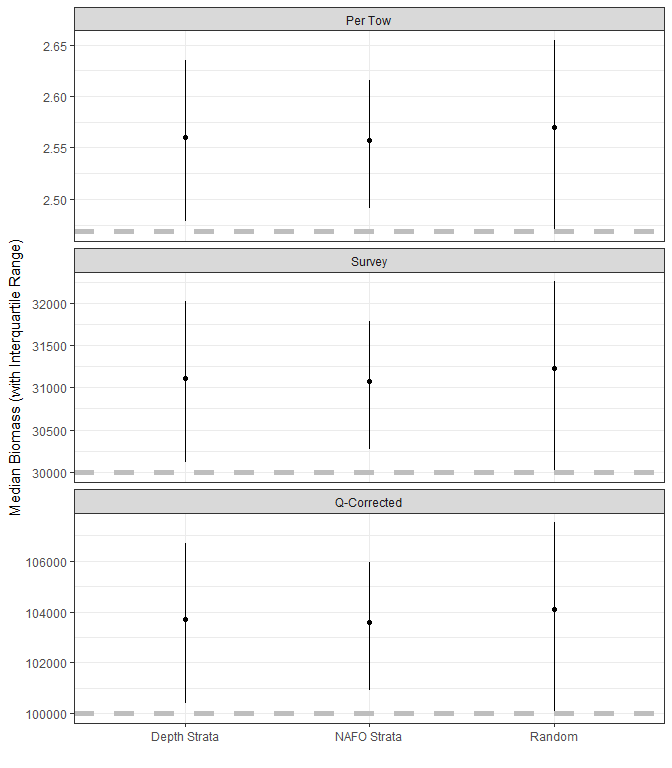 Per Tow
2.65
2.60
2.55
2.50
Survey
32000
31500
31000
30500
30000
Q-Corrected
106000
104000
102000
100000
Depth Strata NAFO Strata Random
Median Biomass (with Interquartile Range)